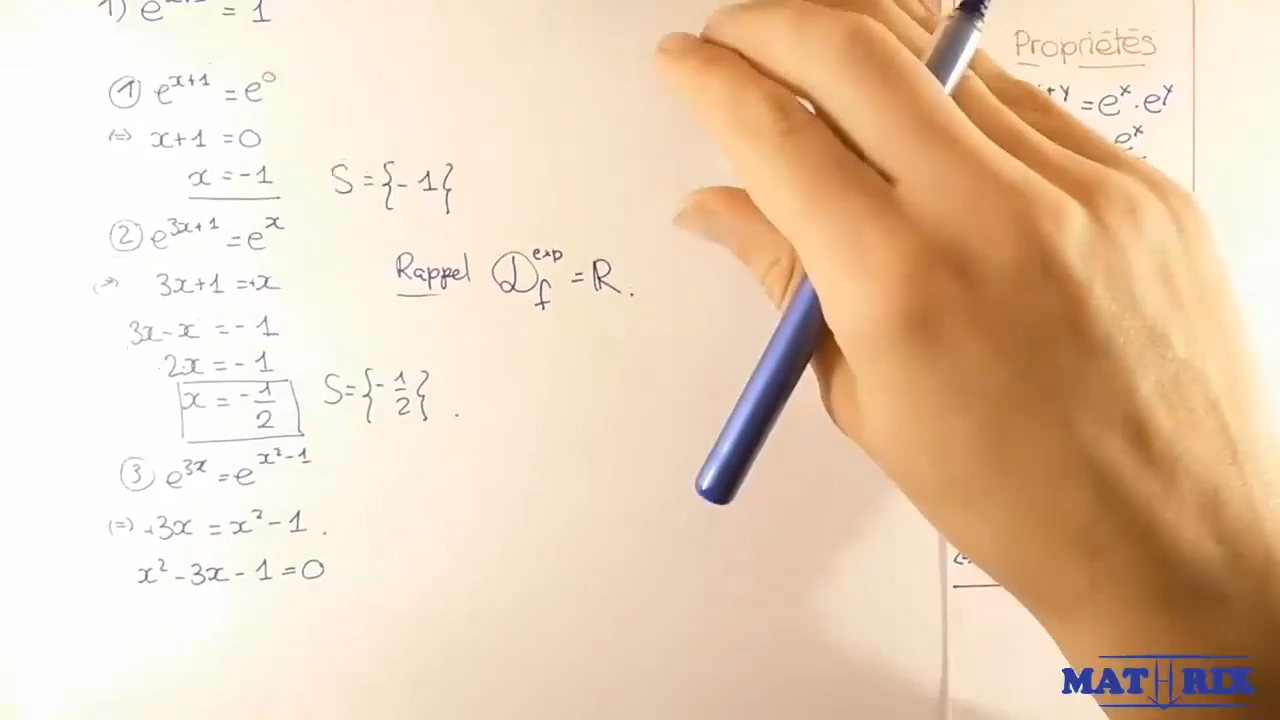 ① e^{x+1} = e^0
⇔ x+1 = 0
x = -1
S = {-1}
② e^{3x+1} = e^x
3x+1 = +x
Rappel D_f^{exp} = R.
3x - x = -1
2x = -1
x = -1/2
S = {-1/2}.
③ e^{3x} = e^{x²-1}
(=) +3x = x² - 1.
x² - 3x - 1 = 0
Propriétés
+y = e^x . e^y
e^x
MATHRIX